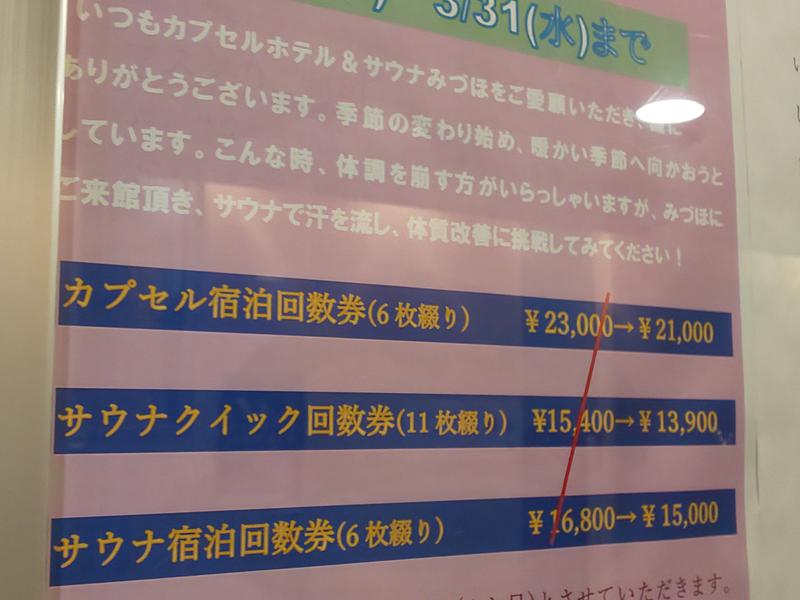 3/31(水)まで
いつもカプセルホテル＆サウナみづほをご愛願いただき、
ありがとうございます。季節の変わり始め、暖かい季節へ向かおうと
しています。こんな時、体調を崩す方がいらっしゃいますが、みづほに
ご来館頂き、サウナで汗を流し、体質改善に挑戦してみてください！
カプセル宿泊回数券(6枚綴り) ¥23,000→¥21,000
サウナクイック回数券(11枚綴り) ¥15,400→¥13,900
サウナ宿泊回数券(6枚綴り) ¥16,800→¥15,000
とさせていただきます。